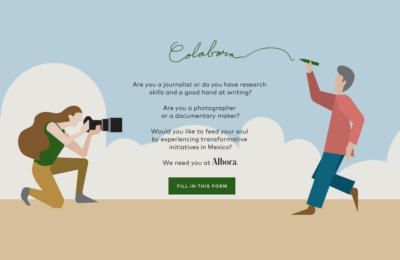 Colabora
Are you a journalist or do you have research
skills and a good hand at writing?
Are you a photographer
or a documentary maker?
Would you like to feed your soul
by experiencing transformative
initiatives in Mexico?
We need you at Albora.
FILL IN THIS FORM